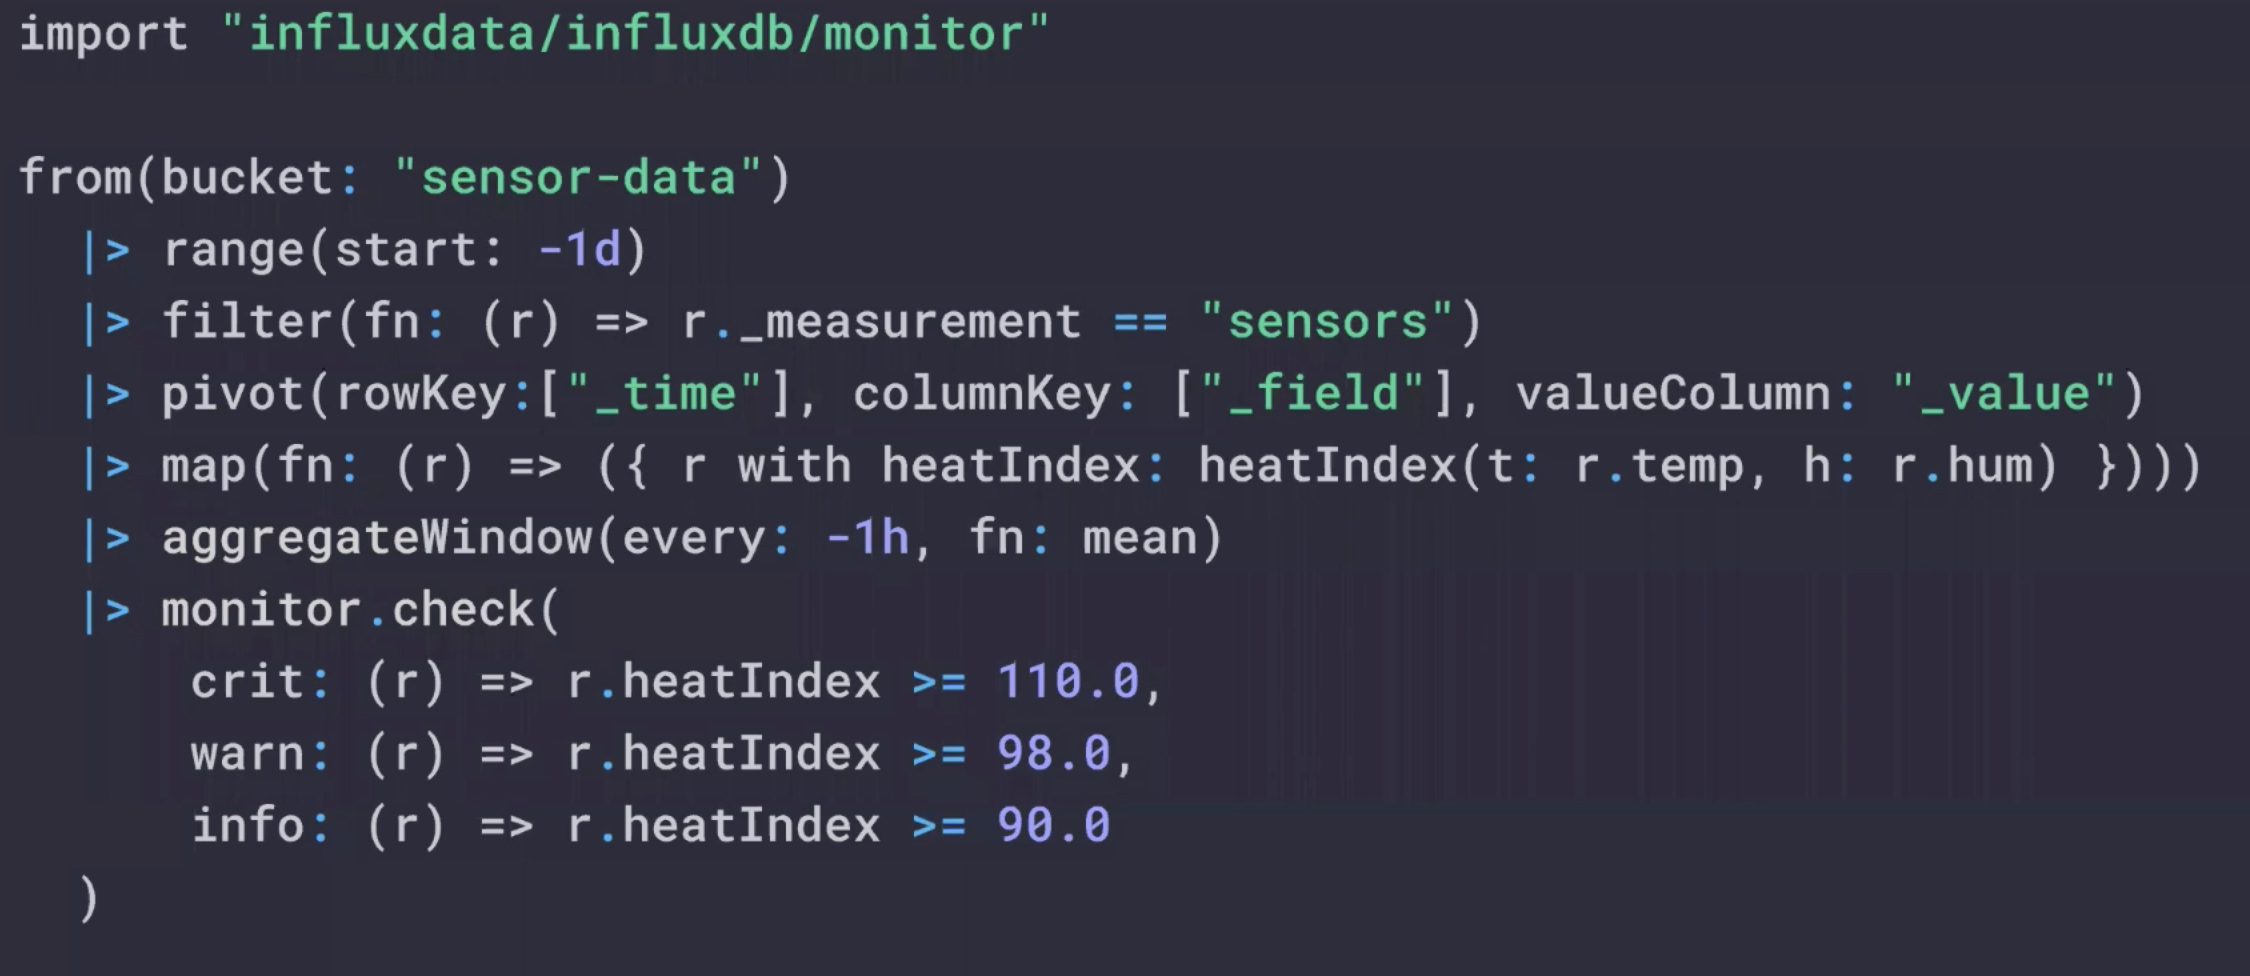 import "influxdata/influxdb/monitor"

from(bucket: "sensor-data")
  |> range(start: -1d)
  |> filter(fn: (r) => r._measurement == "sensors")
  |> pivot(rowKey:["_time"], columnKey: ["_field"], valueColumn: "_value")
  |> map(fn: (r) => ({ r with heatIndex: heatIndex(t: r.temp, h: r.hum) })))
  |> aggregateWindow(every: -1h, fn: mean)
  |> monitor.check(
      crit: (r) => r.heatIndex >= 110.0,
      warn: (r) => r.heatIndex >= 98.0,
      info: (r) => r.heatIndex >= 90.0
  )